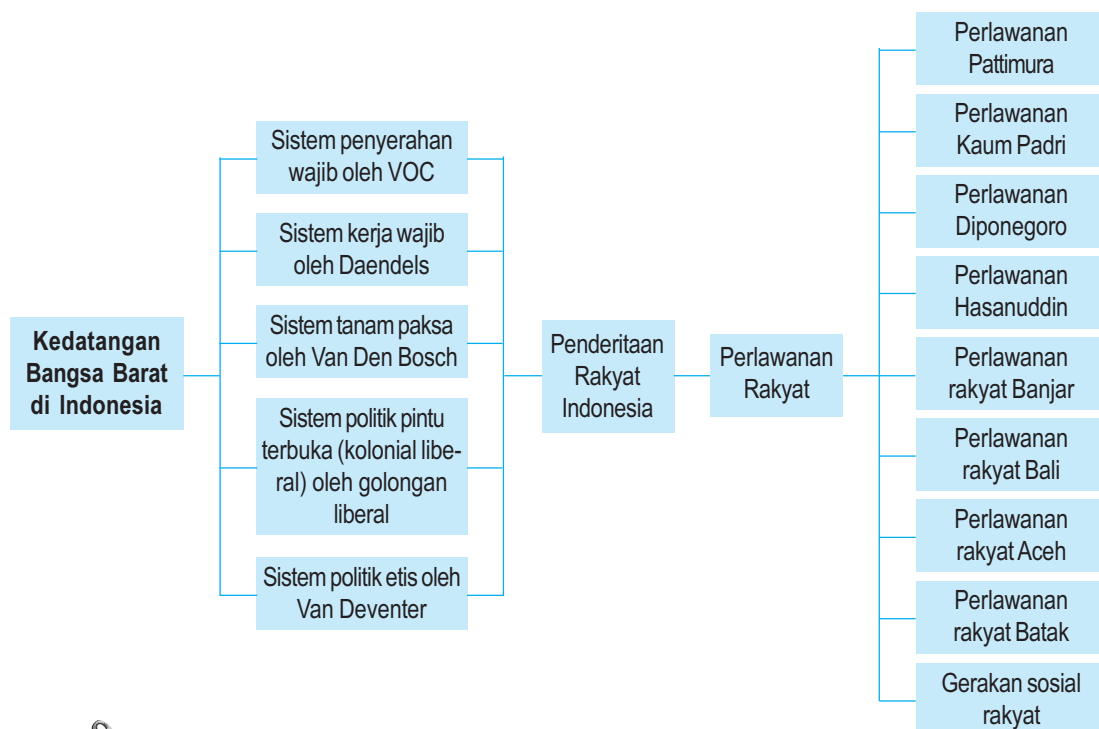 Kedatangan
Bangsa Barat
di Indonesia
Sistem penyerahan
wajib oleh VOC
Sistem kerja wajib
oleh Daendels
Sistem tanam paksa
oleh Van Den Bosch
Sistem politik pintu
terbuka (kolonial libe-
ral) oleh golongan
liberal
Sistem politik etis oleh
Van Deventer
Penderitaan
Rakyat
Indonesia
Perlawanan
Rakyat
Perlawanan
Pattimura
Perlawanan
Kaum Padri
Perlawanan
Diponegoro
Perlawanan
Hasanuddin
Perlawanan
rakyat Banjar
Perlawanan
rakyat Bali
Perlawanan
rakyat Aceh
Perlawanan
rakyat Batak
Gerakan sosial
rakyat